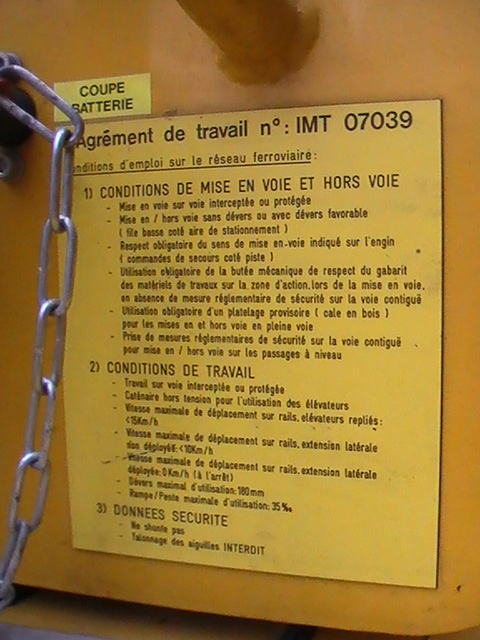 COUPE
BATTERIE
Agrément de travail n°: IMT 07039
Conditions d'emploi sur le réseau ferroviaire:
1) CONDITIONS DE MISE EN VOIE ET HORS VOIE
- Mise en voie sur voie interceptée ou protégée
- Mise en / hors voie sans dévers ou avec dévers favorable
( file basse coté aire de stationnement )
- Respect obligatoire du sens de mise en voie indiqué sur l'engin
( commandes de secours coté piste )
- Utilisation obligatoire de la butée mécanique de respect du gabarit
des matériels de travaux sur la zone d'action, lors de la mise en voie,
en absence de mesure réglementaire de sécurité sur la voie contiguë
- Utilisation obligatoire d'un platelage provisoire ( cale en bois )
pour les mises en et hors voie en pleine voie
- Prise de mesures réglementaires de sécurité sur la voie contiguë
pour mise en / hors voie sur les passages à niveau
2) CONDITIONS DE TRAVAIL
- Travail sur voie interceptée ou protégée
- Caténaire hors tension pour l'utilisation des élévateurs
- Vitesse maximale de déplacement sur rails, elévateurs repliés:
<15Km/h
- Vitesse maximale de déplacement sur rails, extension latérale
tion déployée: <10Km/h
- Vitesse maximale de déplacement sur rails, extension latérale
déployée: 0Km/h (à l'arrêt)
- Dévers maximal d'utilisation: 180mm
- Rampe/Pente maximale d'utilisation: 35‰
3) DONNEES SECURITE
- Ne shunte pas
- Talonnage des aiguilles INTERDIT